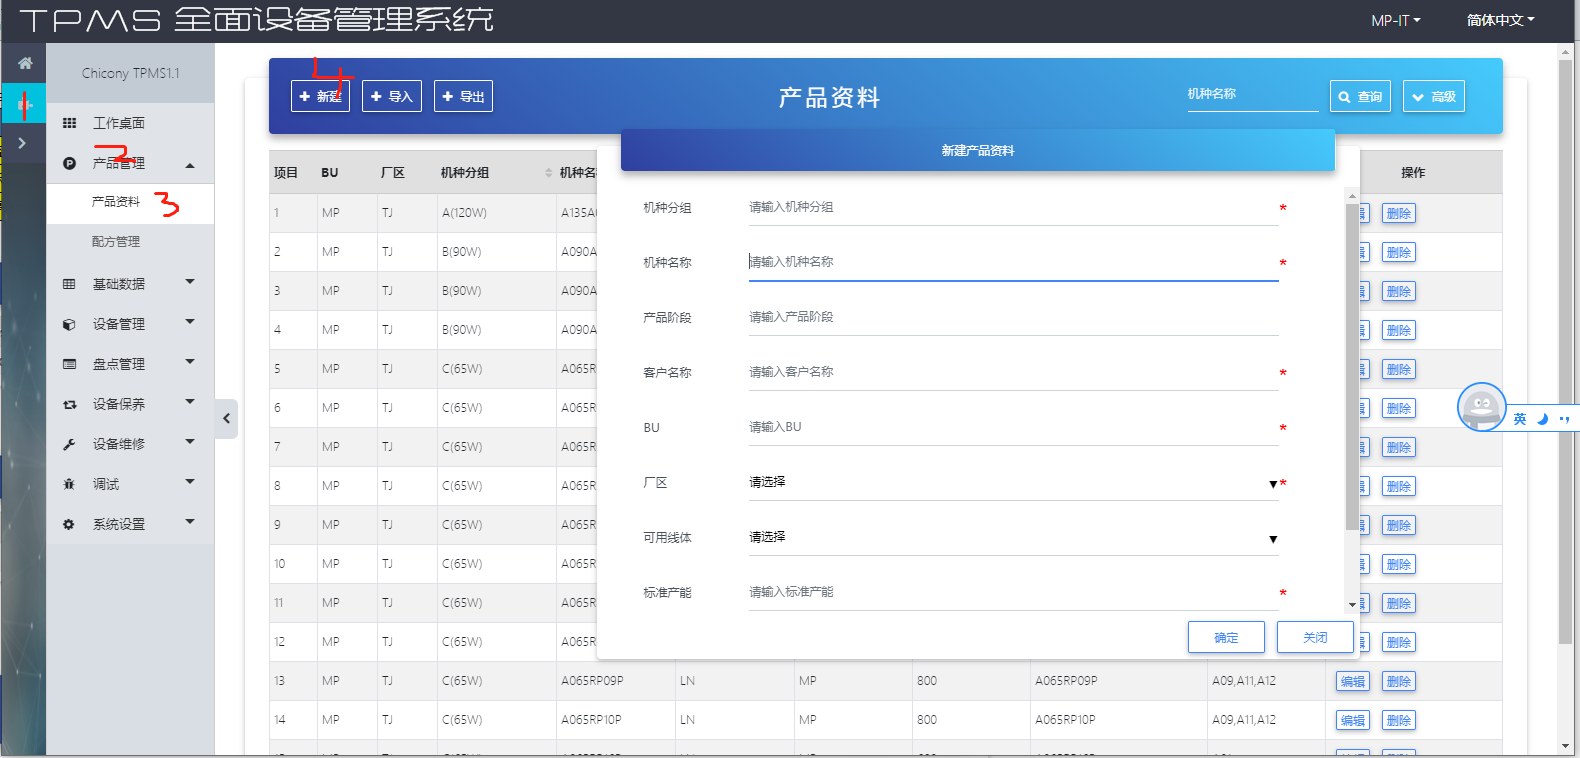 TPMS 全面设备管理系统
MP-IT
简体中文
Chicony TPMS1.1
1
工作桌面
2
产品管理
产品资料
3
配方管理
基础数据
设备管理
盘点管理
设备保养
设备维修
调试
系统设置
4
新建
导入
导出
产品资料
机种名称
查询
高级
新建产品资料
机种分组 请输入机种分组 *
机种名称 请输入机种名称 *
产品阶段 请输入产品阶段
客户名称 请输入客户名称 *
BU 请输入BU *
厂区 请选择 *
可用线体 请选择
标准产能 请输入标准产能 *
确定 关闭
项目 BU 厂区 机种分组 操作
1 MP TJ A(120W) 删除
2 MP TJ B(90W) 删除
3 MP TJ B(90W) 删除
4 MP TJ B(90W) 删除
5 MP TJ C(65W) 删除
6 MP TJ C(65W) 删除
7 MP TJ C(65W) 删除
8 MP TJ C(65W) 删除
9 MP TJ C(65W) 删除
10 MP TJ C(65W) 删除
11 MP TJ C(65W) 删除
12 MP TJ C(65W) 删除
13 MP TJ C(65W) A065RP09P LN MP 800 A065RP09P A09,A11,A12 编辑 删除
14 MP TJ C(65W) A065RP10P LN MP 800 A065RP10P A09,A11,A12 编辑 删除
英